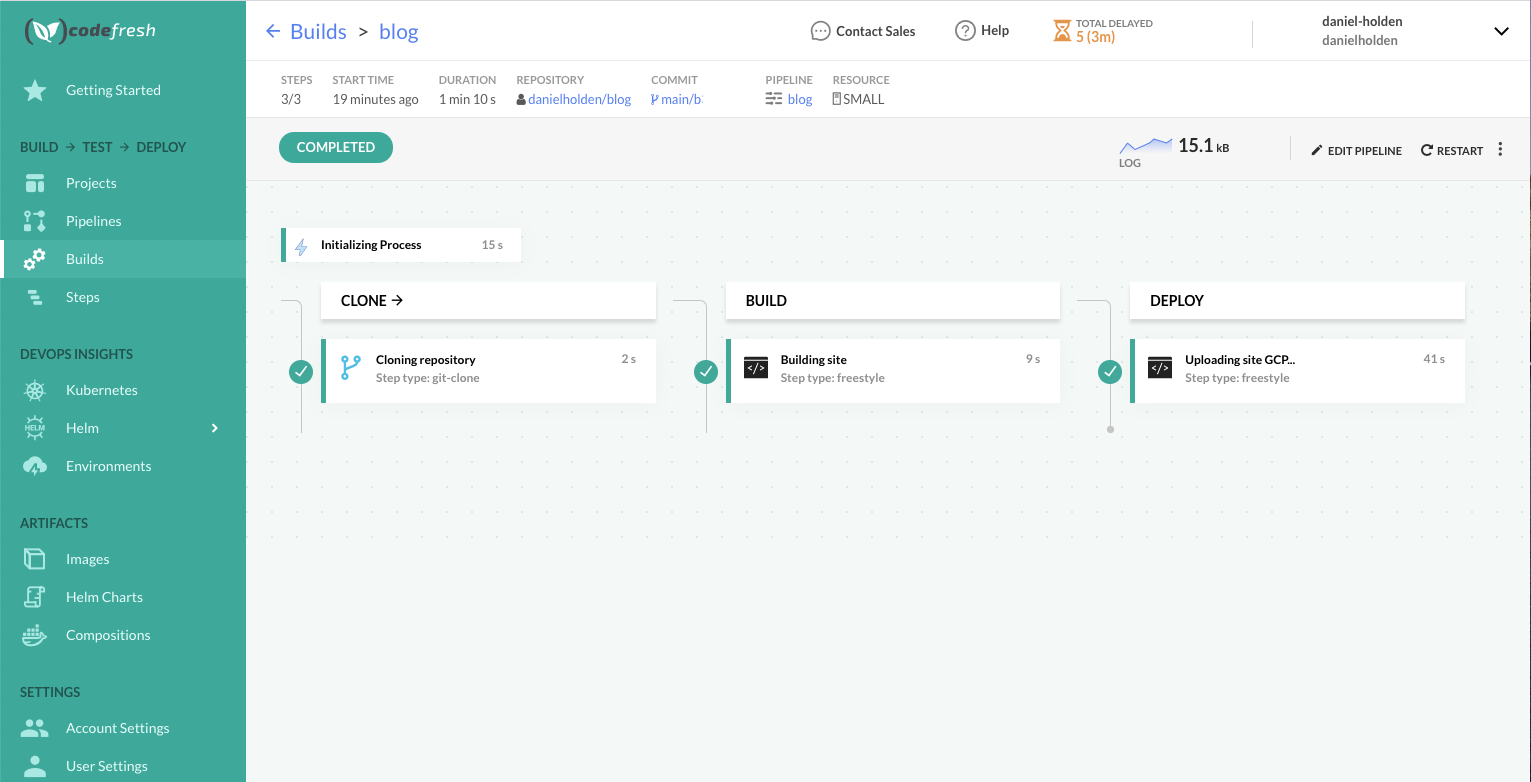 codefresh
Getting Started
BUILD → TEST → DEPLOY
Projects
Pipelines
Builds
Steps
DEVOPS INSIGHTS
Kubernetes
HELM Helm
Environments
ARTIFACTS
Images
Helm Charts
Compositions
SETTINGS
Account Settings
User Settings
← Builds > blog
Contact Sales
Help
TOTAL DELAYED
5 (3m)
daniel-holden
danielholden
STEPS START TIME DURATION REPOSITORY COMMIT PIPELINE RESOURCE
3/3 19 minutes ago 1 min 10 s danielholden/blog main/b blog SMALL
COMPLETED
15.1 kB
LOG
EDIT PIPELINE
RESTART
Initializing Process 15 s
CLONE →
Cloning repository 2 s
Step type: git-clone
BUILD
Building site 9 s
Step type: freestyle
DEPLOY
Uploading site GCP... 41 s
Step type: freestyle